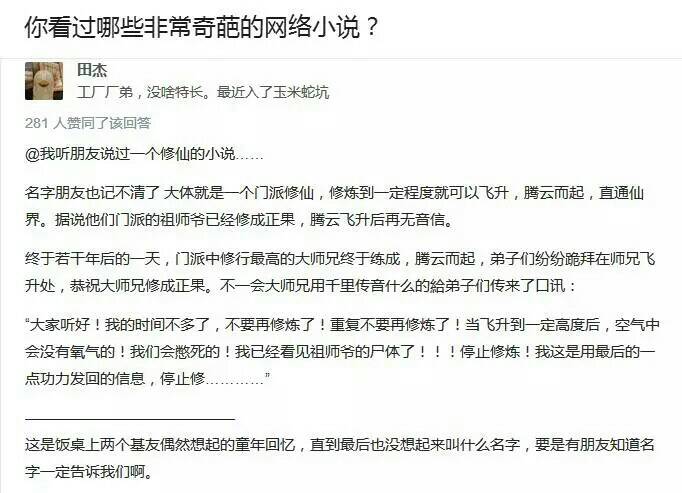 你看过哪些非常奇葩的网络小说？
田杰
工厂厂弟，没啥特长。最近入了玉米蛇坑
281 人赞同了该回答
@我听朋友说过一个修仙的小说……
名字朋友也记不清了 大体就是一个门派修仙，修炼到一定程度就可以飞升，腾云而起，直通仙
界。据说他们门派的祖师爷已经修成正果，腾云飞升后再无音信。
终于若干年后的一天，门派中修行最高的大师兄终于练成，腾云而起，弟子们纷纷跪拜在师兄飞
升处，恭祝大师兄修成正果。不一会大师兄用千里传音什么的給弟子们传来了口讯：
“大家听好！我的时间不多了，不要再修炼了！重复不要再修炼了！当飞升到一定高度后，空气中
会没有氧气的！我们会憋死的！我已经看见祖师爷的尸体了！！！停止修炼！我这是用最后的一
点功力发回的信息，停止修…………”
这是饭桌上两个基友偶然想起的童年回忆，直到最后也没想起来叫什么名字，要是有朋友知道名
字一定告诉我们啊。